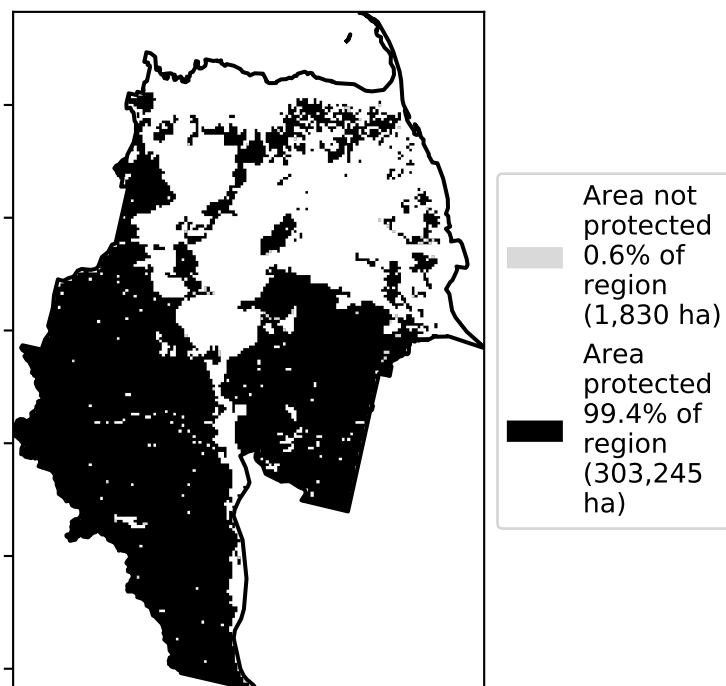 Area not
protected
0.6% of
region
(1,830 ha)
Area
protected
99.4% of
region
(303,245
ha)